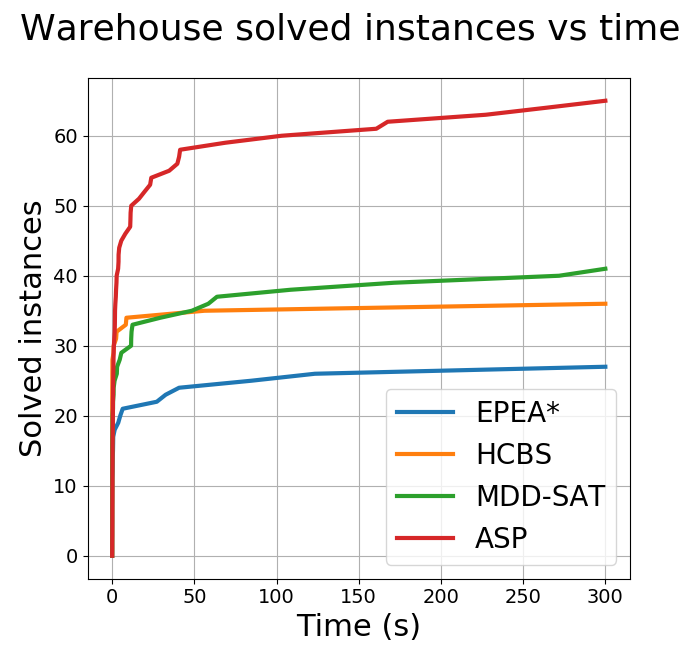 Warehouse solved instances vs time
Solved instances
60
50
40
30
20
10
0
EPEA*
HCBS
MDD-SAT
ASP
0 50 100 150 200 250 300
Time (s)